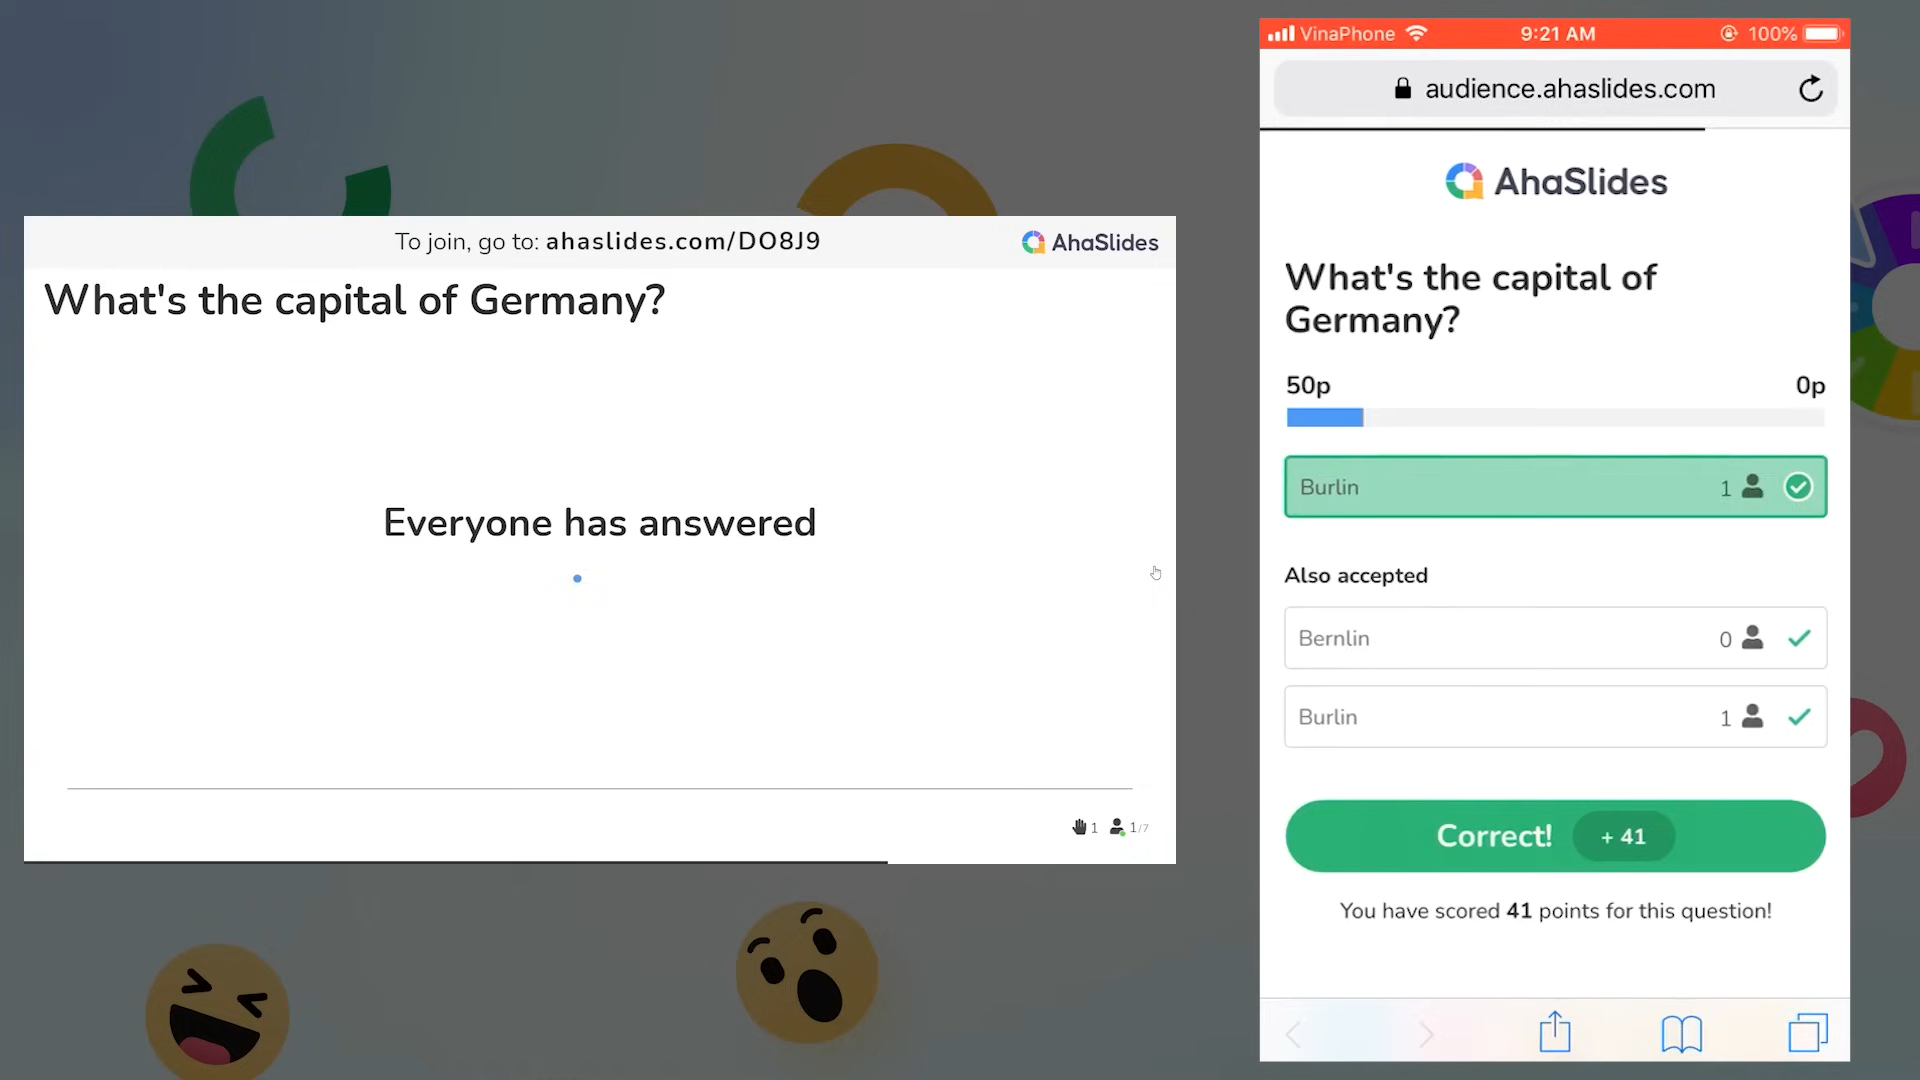 To join, go to: ahaslides.com/DO8J9
AhaSlides
What's the capital of Germany?
Everyone has answered
1
1/7
VinaPhone
9:21 AM
100%
audience.ahaslides.com
AhaSlides
What's the capital of
Germany?
50p
0p
Burlin
1
Also accepted
Bernlin
0
Burlin
1
Correct!
+ 41
You have scored 41 points for this question!